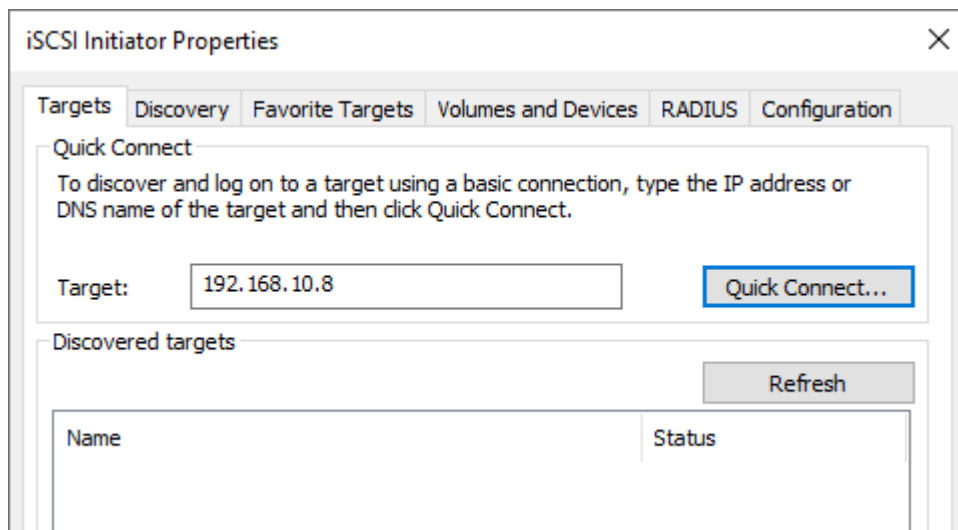 iSCSI Initiator Properties
Targets Discovery Favorite Targets Volumes and Devices RADIUS Configuration
Quick Connect
To discover and log on to a target using a basic connection, type the IP address or
DNS name of the target and then click Quick Connect.
Target: 192.168.10.8 Quick Connect...
Discovered targets
Refresh
Name Status